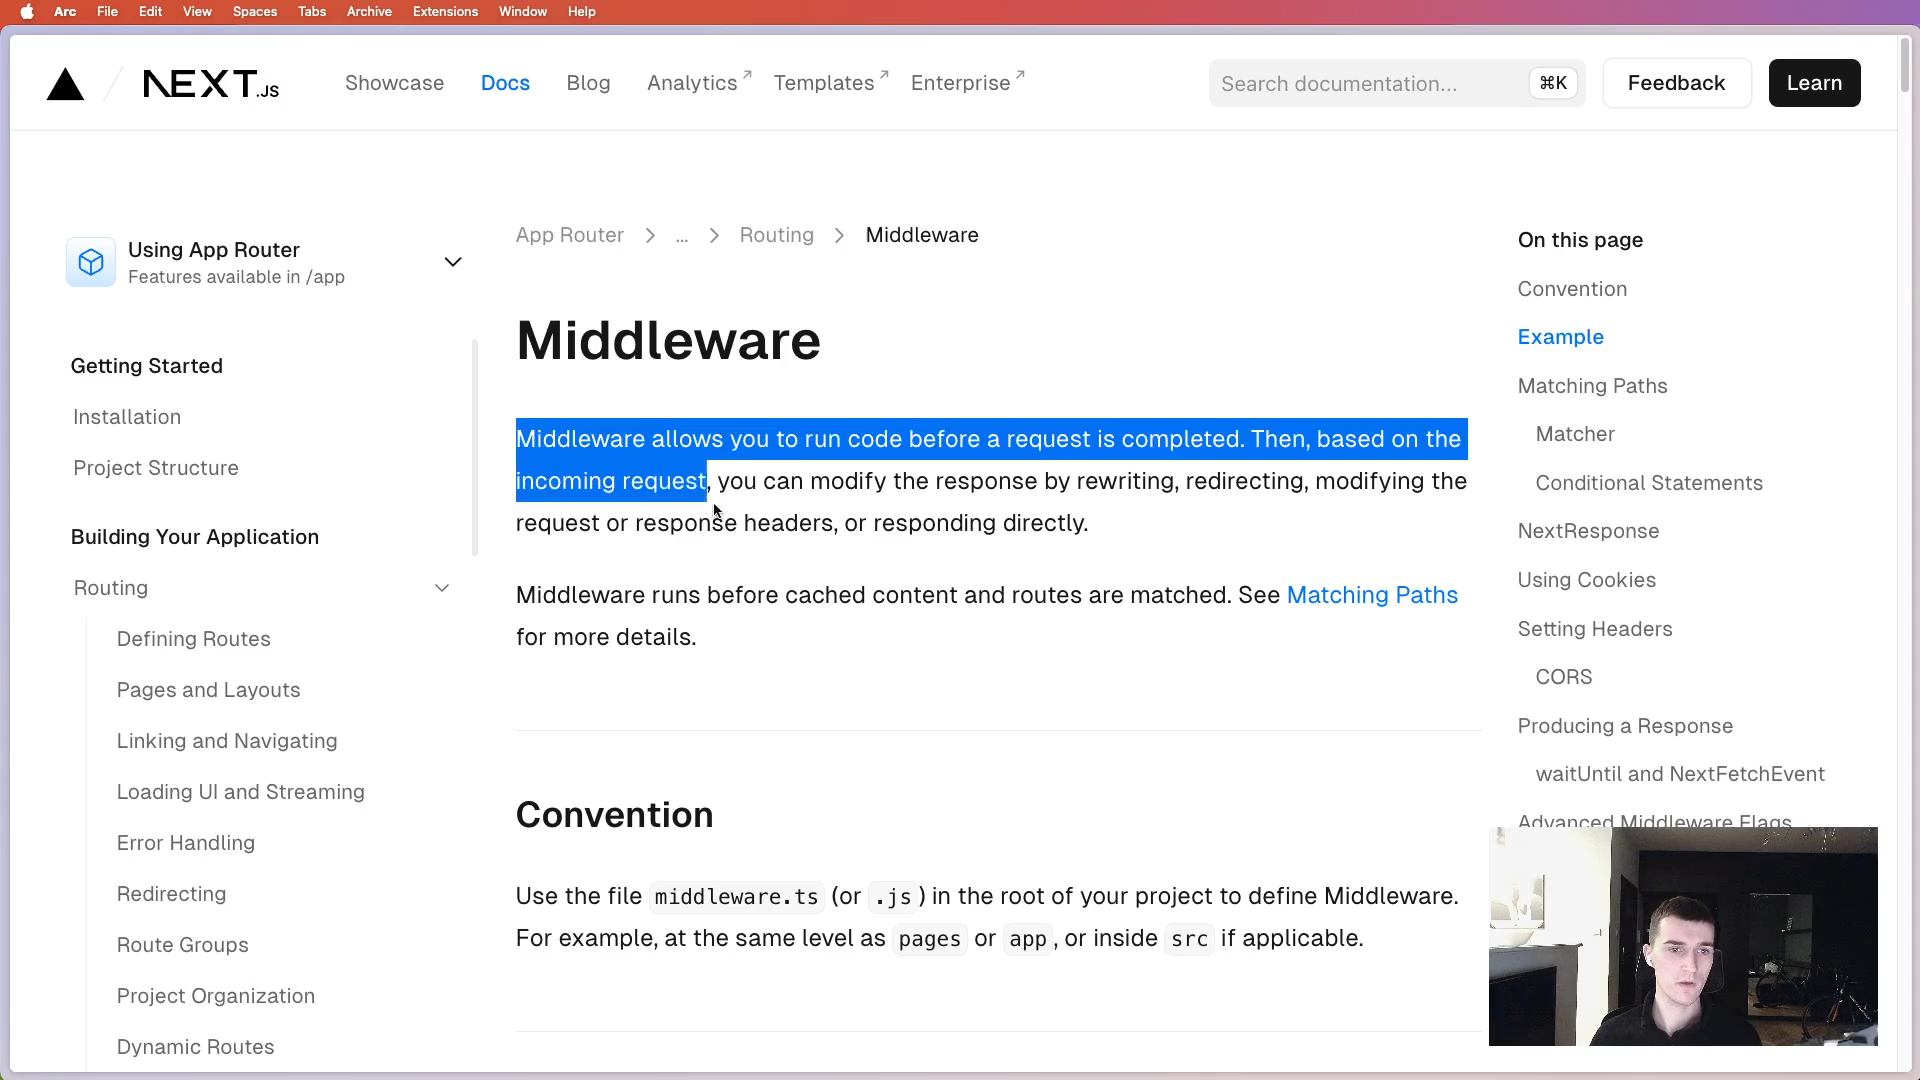 Arc File Edit View Spaces Tabs Archive Extensions Window Help
NEXT.JS Showcase Docs Blog Analytics Templates Enterprise Search documentation... ⌘K Feedback Learn
Using App Router
Features available in /app
Getting Started
Installation
Project Structure
Building Your Application
Routing
Defining Routes
Pages and Layouts
Linking and Navigating
Loading UI and Streaming
Error Handling
Redirecting
Route Groups
Project Organization
Dynamic Routes
App Router > ... > Routing > Middleware
Middleware
Middleware allows you to run code before a request is completed. Then, based on the
incoming request, you can modify the response by rewriting, redirecting, modifying the
request or response headers, or responding directly.
Middleware runs before cached content and routes are matched. See Matching Paths
for more details.
Convention
Use the file middleware.ts (or .js) in the root of your project to define Middleware.
For example, at the same level as pages or app, or inside src if applicable.
On this page
Convention
Example
Matching Paths
Matcher
Conditional Statements
NextResponse
Using Cookies
Setting Headers
CORS
Producing a Response
waitUntil and NextFetchEvent
Advanced Middleware Flags